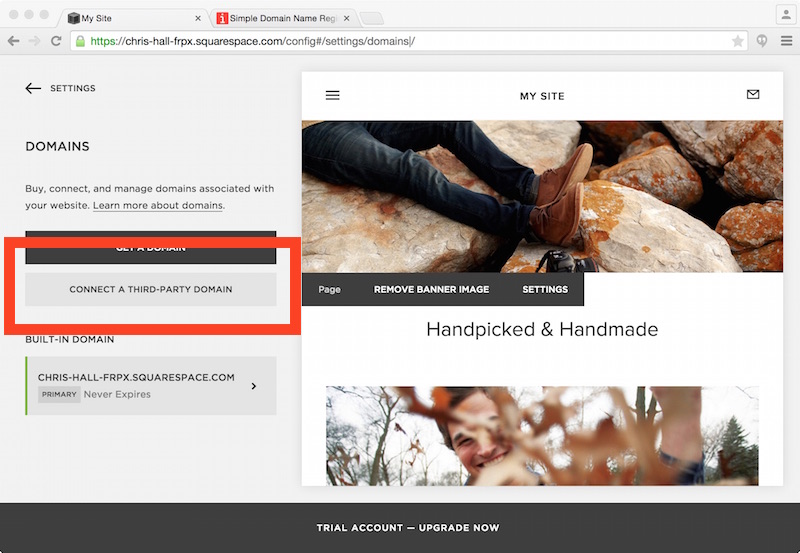 My Site
Simple Domain Name Regi
https://chris-hall-frpx.squarespace.com/config#/settings/domains|/
SETTINGS
DOMAINS
Buy, connect, and manage domains associated with
your website. Learn more about domains.
GET A DOMAIN
CONNECT A THIRD-PARTY DOMAIN
BUILT-IN DOMAIN
CHRIS-HALL-FRPX.SQUARESPACE.COM
PRIMARY Never Expires
MY SITE
Page REMOVE BANNER IMAGE SETTINGS
Handpicked & Handmade
TRIAL ACCOUNT — UPGRADE NOW